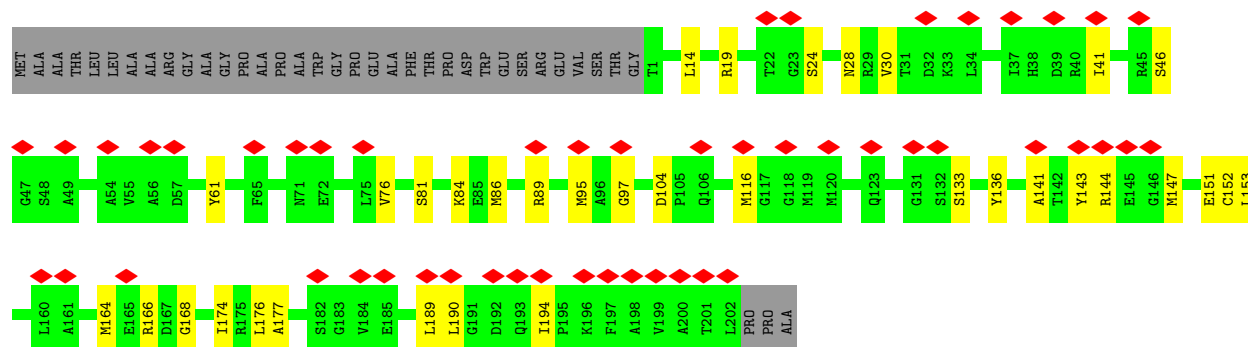 MET ALA ALA THR LEU LEU ALA ALA ARG GLY ALA GLY PRO ALA PRO ALA TRP GLY PRO GLU ALA PHE THR PRO ASP TRP GLU SER ARG GLU VAL SER THR GLY T1 L14 R19 T22 G23 S24 N28 R29 V30 T31 D32 K33 L34 I37 H38 D39 R40 I41 R45 S46
G47 S48 A49 A54 V55 A56 D57 Y61 F65 N71 E72 L75 V76 S81 K84 E85 M86 R89 M95 A96 G97 D104 P105 Q106 M116 G117 G118 M119 M120 Q123 G131 S132 S133 Y136 A141 T142 Y143 R144 E145 G146 M147 E151 C152 I153
L160 A161 M164 E165 R166 D167 G168 I174 R175 L176 A177 S182 G183 V184 E185 L189 L190 G191 D192 Q193 I194 P195 K196 F197 A198 V199 A200 T201 L202 PRO PRO ALA